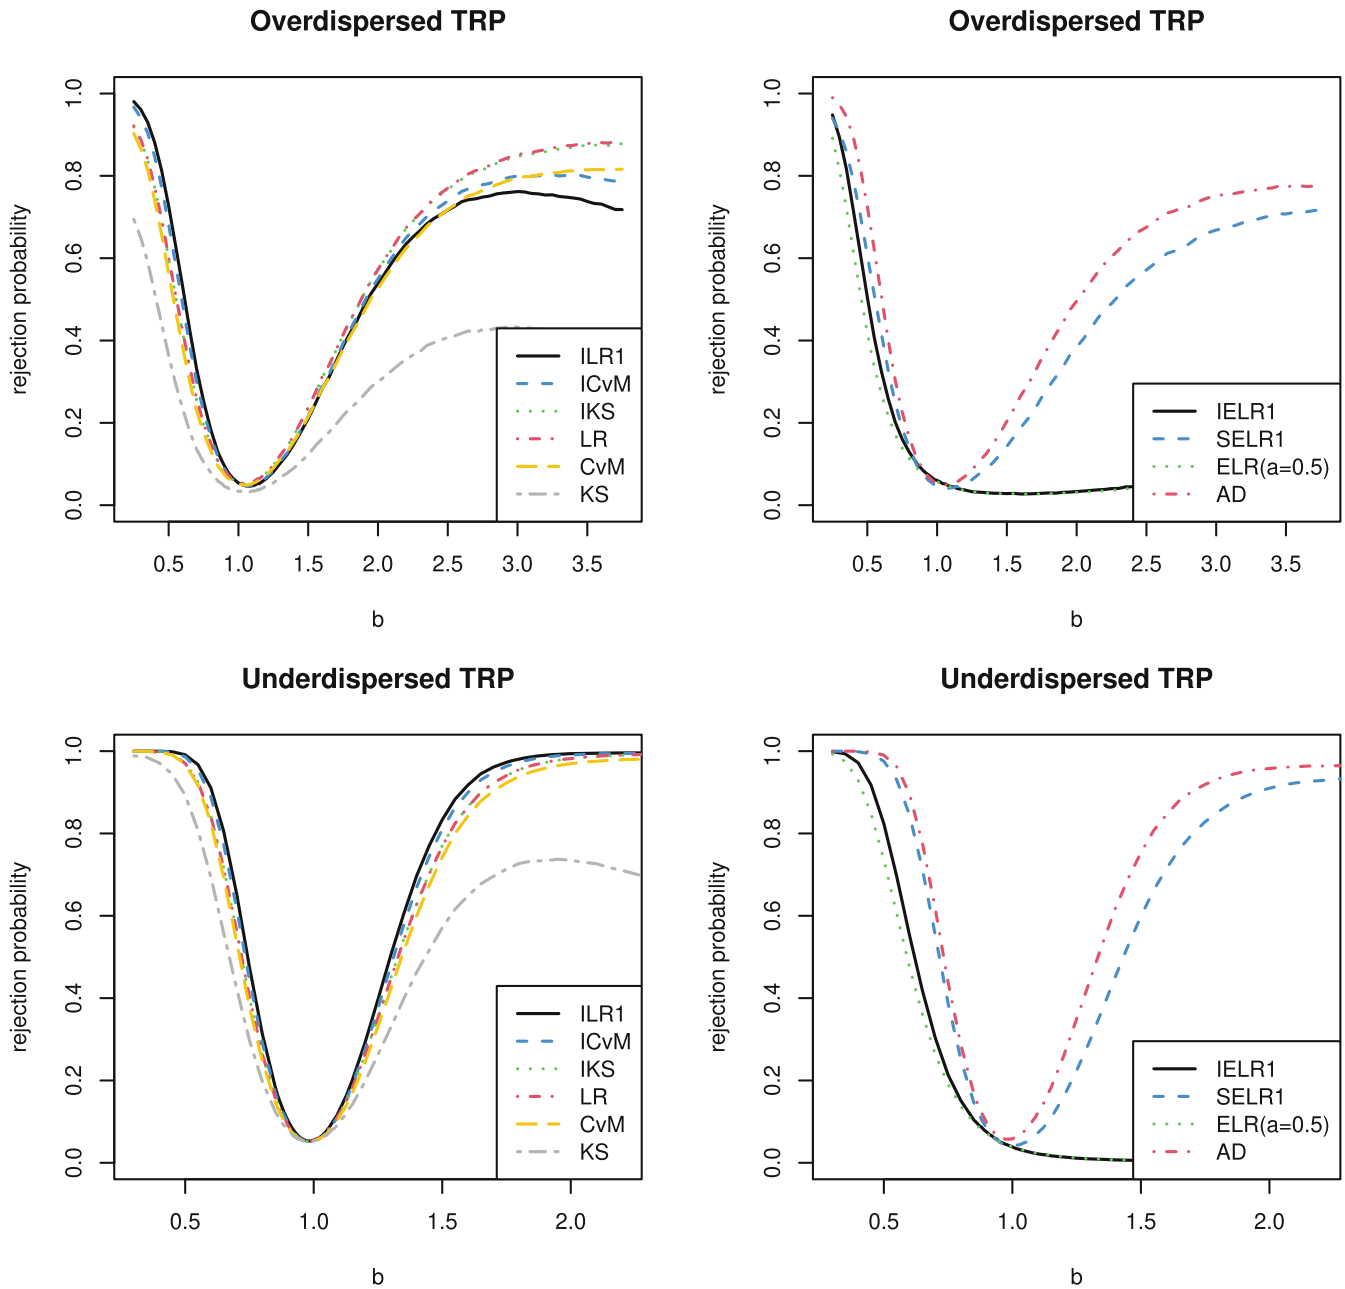 Overdispersed TRP
rejection probability
1.0
0.8
0.6
0.4
0.2
0.0
ILR1
ICvM
IKS
LR
CvM
KS
0.5 1.0 1.5 2.0 2.5 3.0 3.5
b
Overdispersed TRP
rejection probability
1.0
0.8
0.6
0.4
0.2
0.0
IELR1
SELR1
ELR(a=0.5)
AD
0.5 1.0 1.5 2.0 2.5 3.0 3.5
b
Underdispersed TRP
rejection probability
1.0
0.8
0.6
0.4
0.2
0.0
ILR1
ICvM
IKS
LR
CvM
KS
0.5 1.0 1.5 2.0
b
Underdispersed TRP
rejection probability
1.0
0.8
0.6
0.4
0.2
0.0
IELR1
SELR1
ELR(a=0.5)
AD
0.5 1.0 1.5 2.0
b